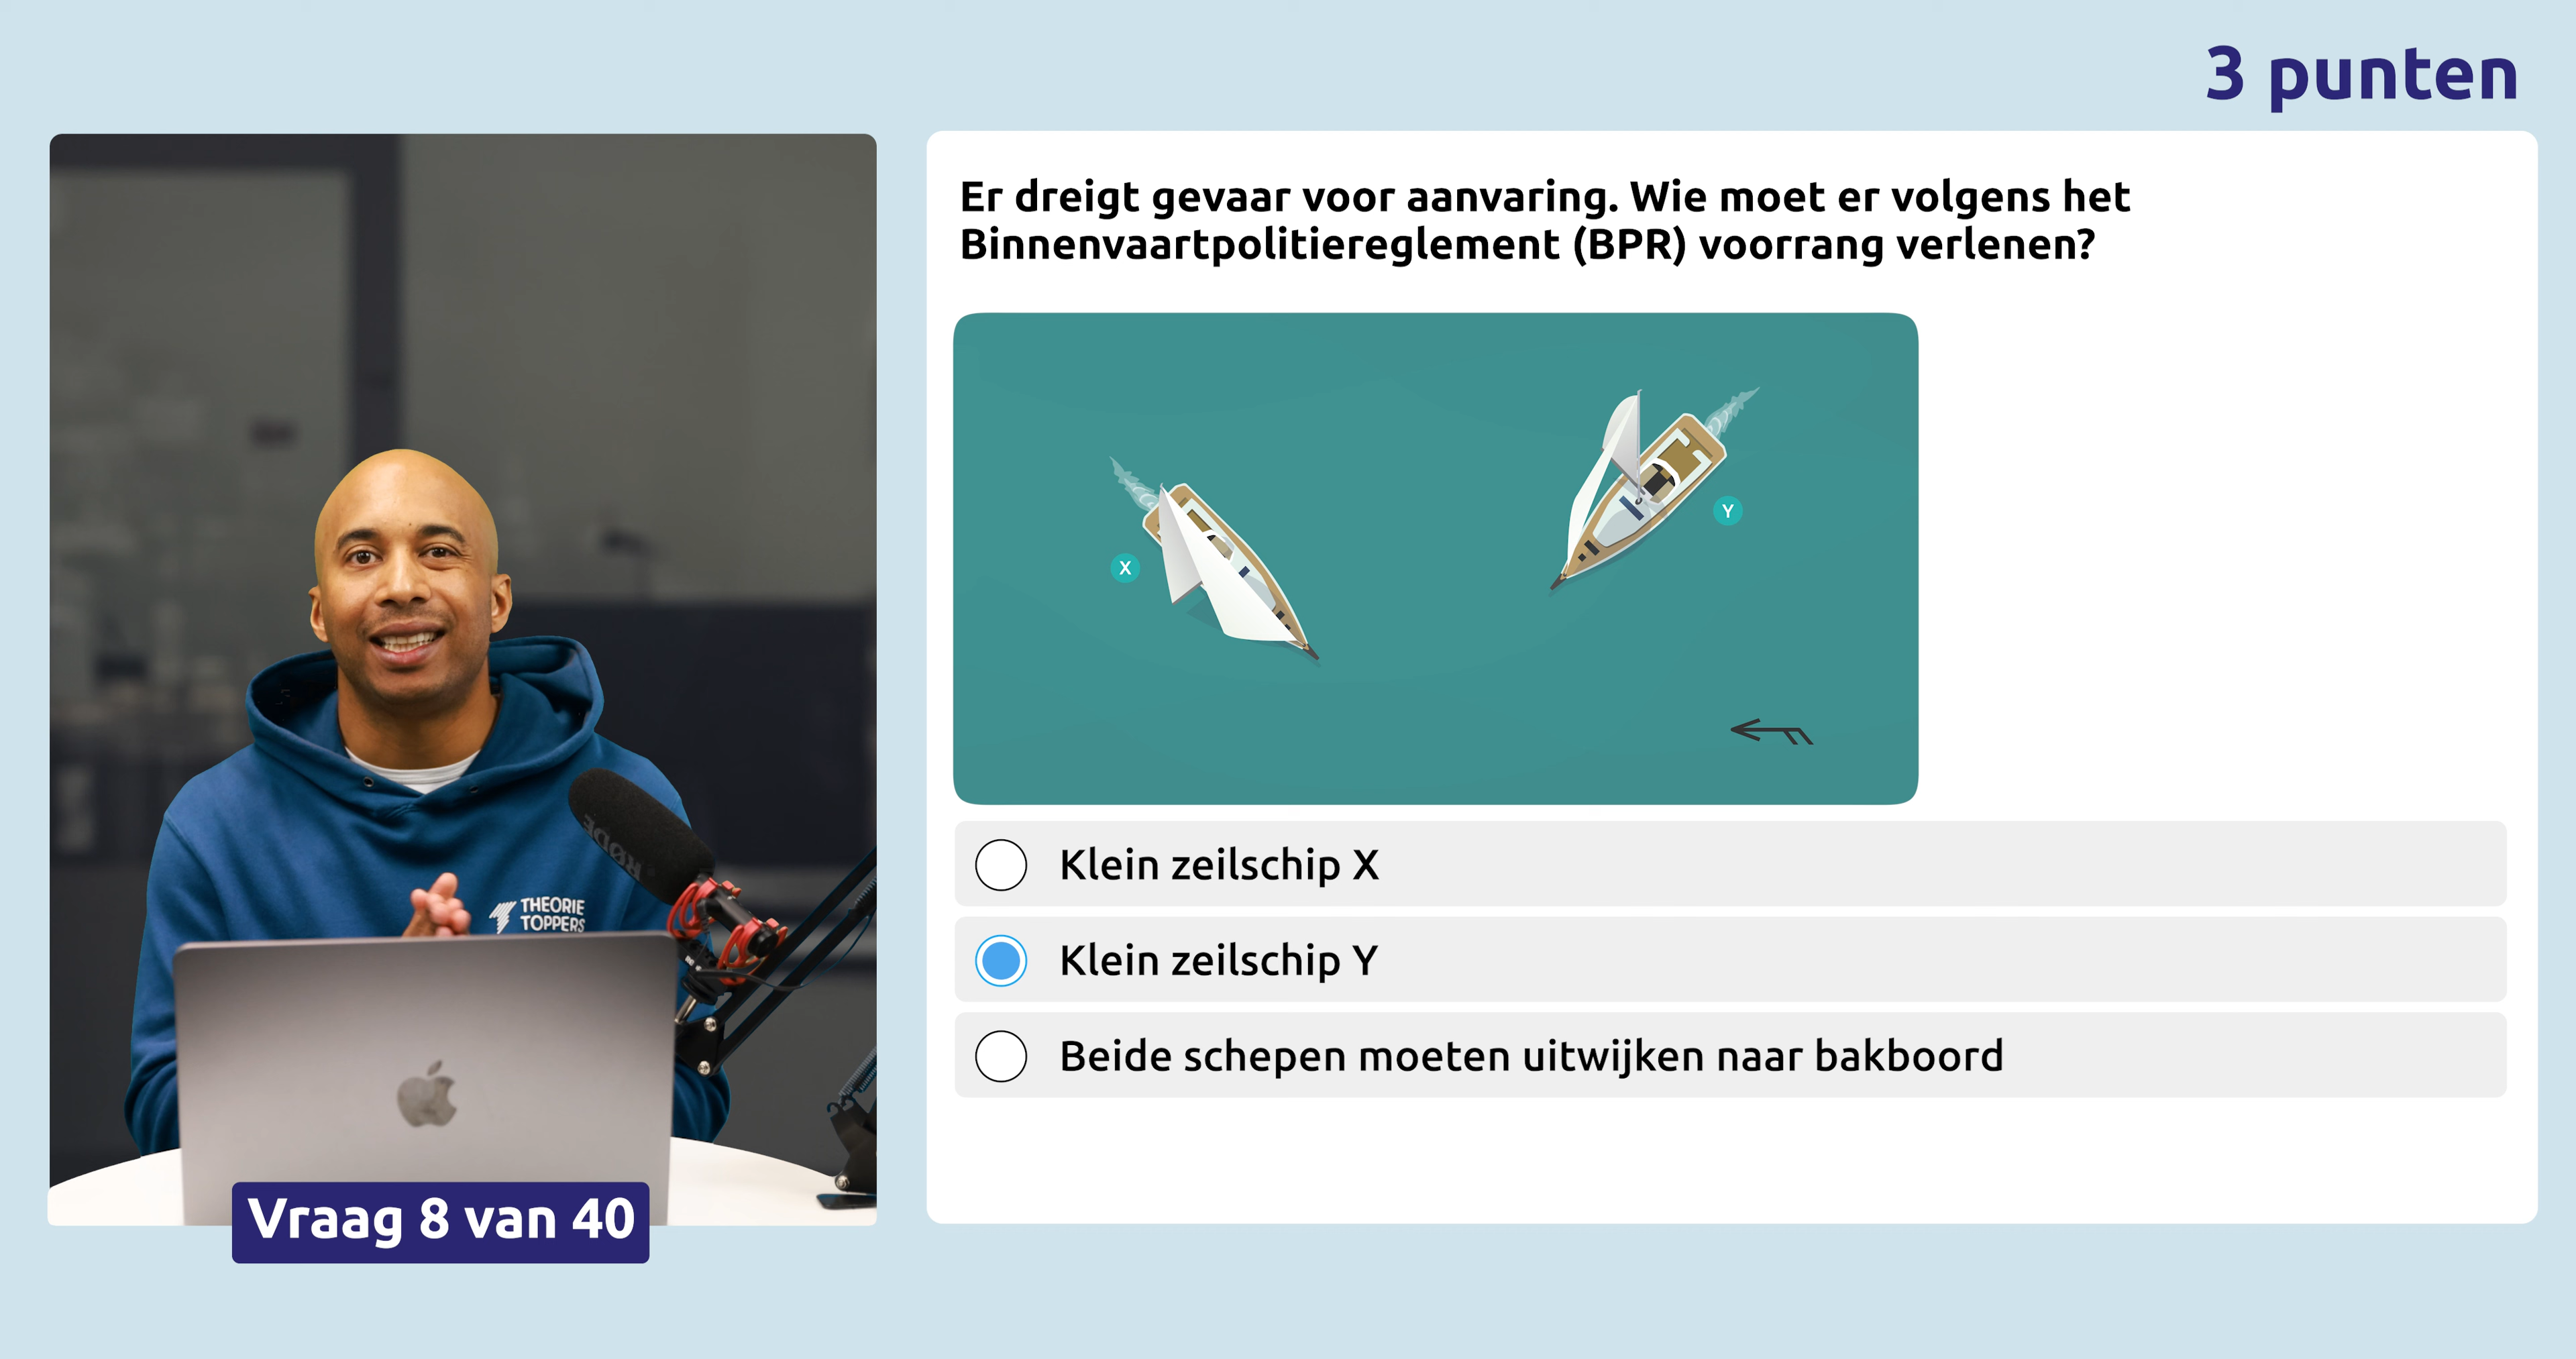 3 punten
Er dreigt gevaar voor aanvaring. Wie moet er volgens het
Binnenvaartpolitiereglement (BPR) voorrang verlenen?
X
Y
Klein zeilschip X
Klein zeilschip Y
Beide schepen moeten uitwijken naar bakboord
RØDE
THEORIE
TOPPERS
Vraag 8 van 40